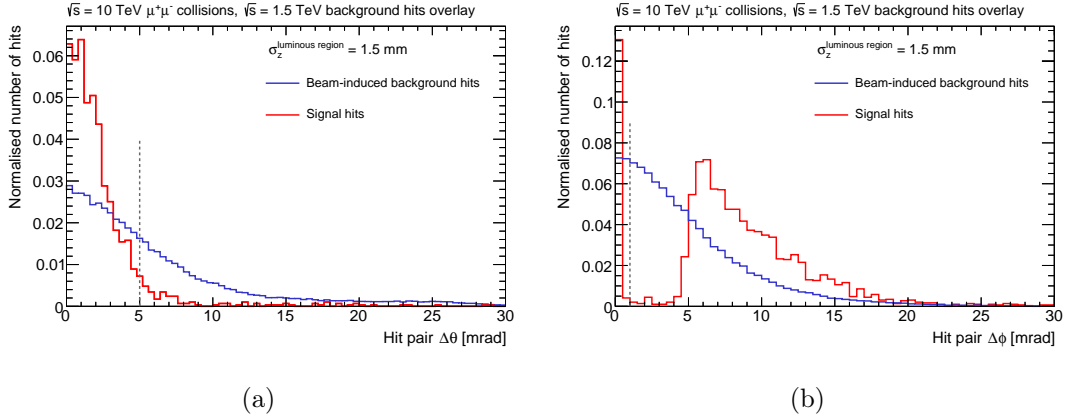 √s = 10 TeV μ⁺μ⁻ collisions, √s = 1.5 TeV background hits overlay
Normalised number of hits
σ_z^luminous region = 1.5 mm
Beam-induced background hits
Signal hits
0.06
0.05
0.04
0.03
0.02
0.01
0
0 5 10 15 20 25 30
Hit pair Δθ [mrad]
(a)
√s = 10 TeV μ⁺μ⁻ collisions, √s = 1.5 TeV background hits overlay
Normalised number of hits
σ_z^luminous region = 1.5 mm
Beam-induced background hits
Signal hits
0.12
0.1
0.08
0.06
0.04
0.02
0
0 5 10 15 20 25 30
Hit pair Δϕ [mrad]
(b)